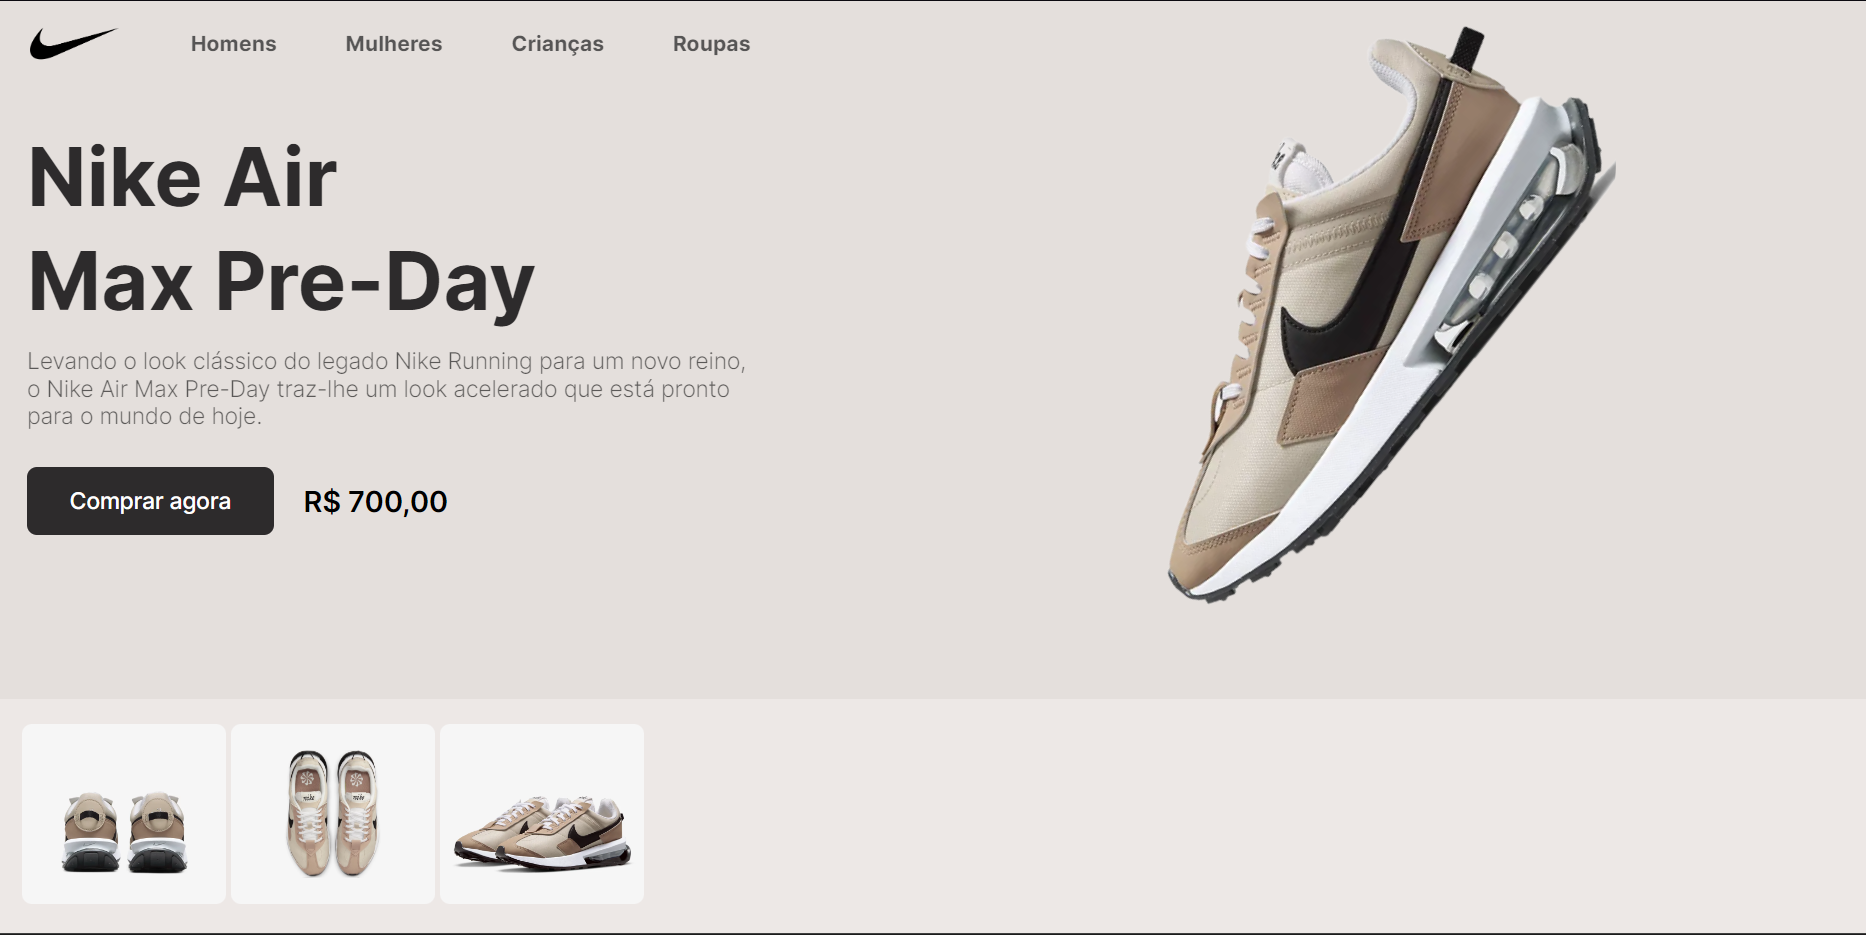 Homens Mulheres Crianças Roupas
Nike Air
Max Pre-Day
Levando o look clássico do legado Nike Running para um novo reino,
o Nike Air Max Pre-Day traz-lhe um look acelerado que está pronto
para o mundo de hoje.
Comprar agora R$ 700,00